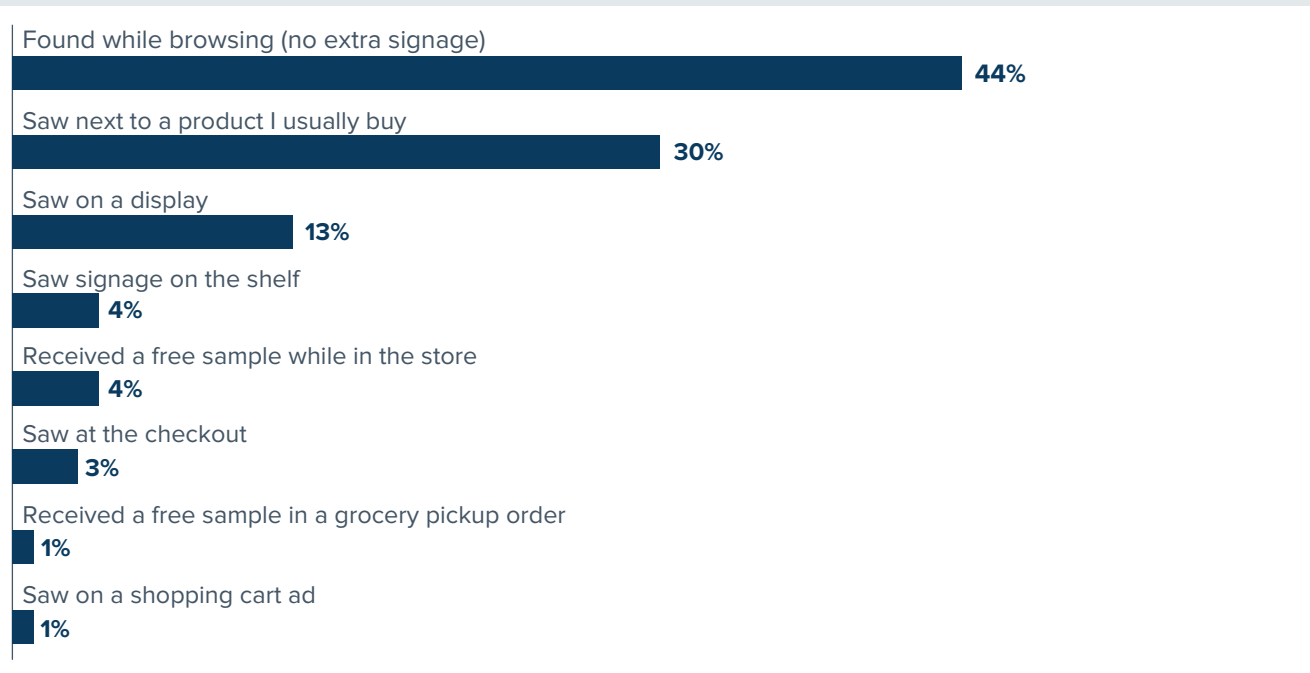 Found while browsing (no extra signage)
44%
Saw next to a product I usually buy
30%
Saw on a display
13%
Saw signage on the shelf
4%
Received a free sample while in the store
4%
Saw at the checkout
3%
Received a free sample in a grocery pickup order
1%
Saw on a shopping cart ad
1%